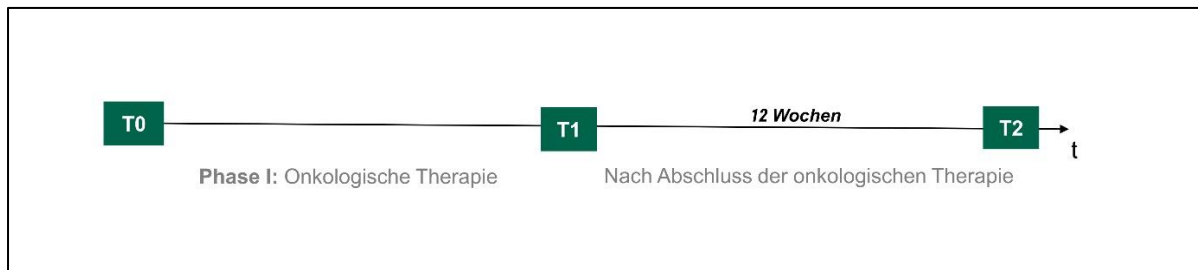 12 Wochen
T0 T1 T2
t
Phase I: Onkologische Therapie Nach Abschluss der onkologischen Therapie